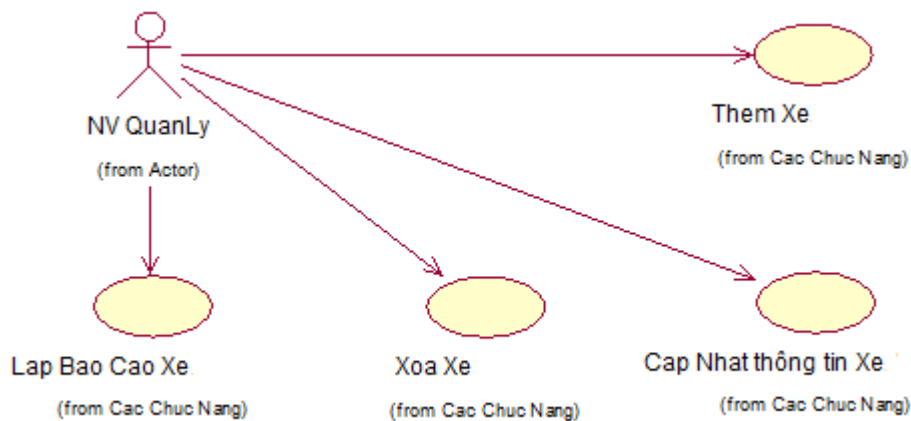 NV QuanLy
(from Actor)
Them Xe
(from Cac Chuc Nang)
Lap Bao Cao Xe
(from Cac Chuc Nang)
Xoa Xe
(from Cac Chuc Nang)
Cap Nhat thông tin Xe
(from Cac Chuc Nang)